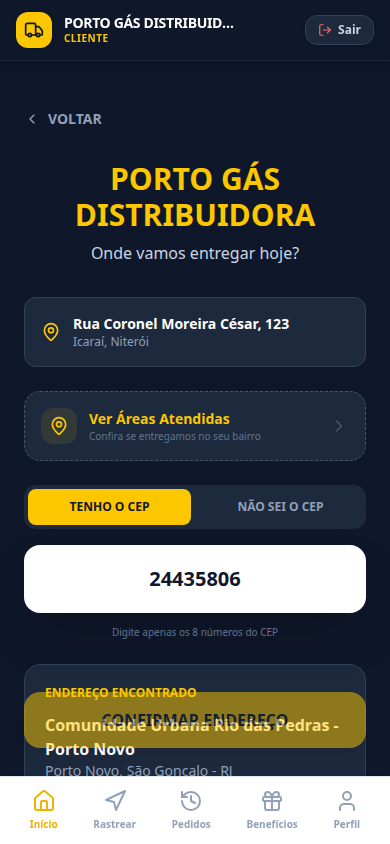 PORTO GÁS DISTRIBUID...
CLIENTE
Sair
VOLTAR
PORTO GÁS
DISTRIBUIDORA
Onde vamos entregar hoje?
Rua Coronel Moreira César, 123
Icaraí, Niterói
Ver Áreas Atendidas
Confira se entregamos no seu bairro
TENHO O CEP
NÃO SEI O CEP
24435806
Digite apenas os 8 números do CEP
ENDEREÇO ENCONTRADO
CONFIRMAR ENDEREÇO
Comunidade Urbana Rio das Pedras -
Porto Novo
Porto Novo, São Gonçalo - RJ
Início
Rastrear
Pedidos
Benefícios
Perfil